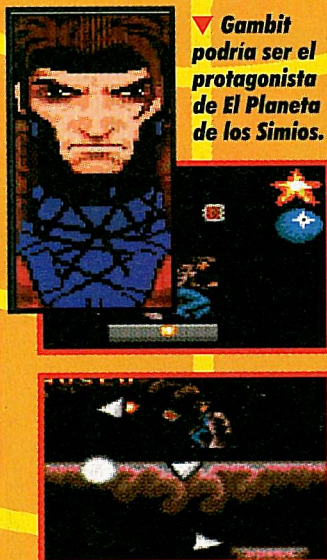 Gambit
podría ser el
protagonista
de El Planeta
de los Simios.